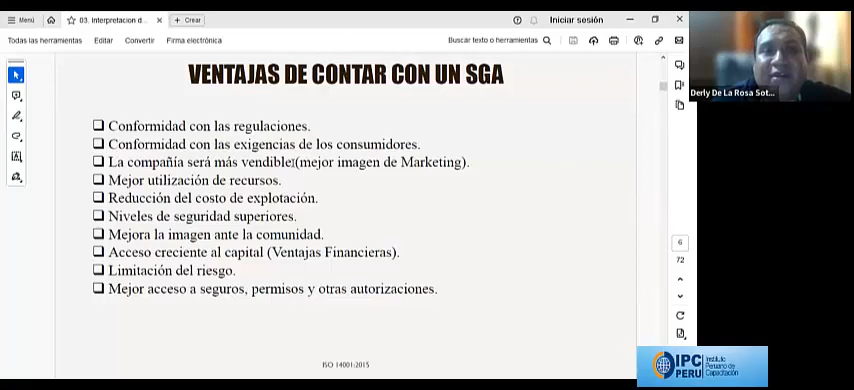 Menú
03. Interpretacion d...
+ Crear
Iniciar sesión
Todas las herramientas
Editar
Convertir
Firma electrónica
Buscar texto o herramientas
VENTAJAS DE CONTAR CON UN SGA
Conformidad con las regulaciones.
Conformidad con las exigencias de los consumidores.
La compañía será más vendible (mejor imagen de Marketing).
Mejor utilización de recursos.
Reducción del costo de explotación.
Niveles de seguridad superiores.
Mejora la imagen ante la comunidad.
Acceso creciente al capital (Ventajas Financieras).
Limitación del riesgo.
Mejor acceso a seguros, permisos y otras autorizaciones.
ISO 14001:2015
6
72
Derly De La Rosa Sot...
IPC PERU
Instituto
Peruano de
Capacitación